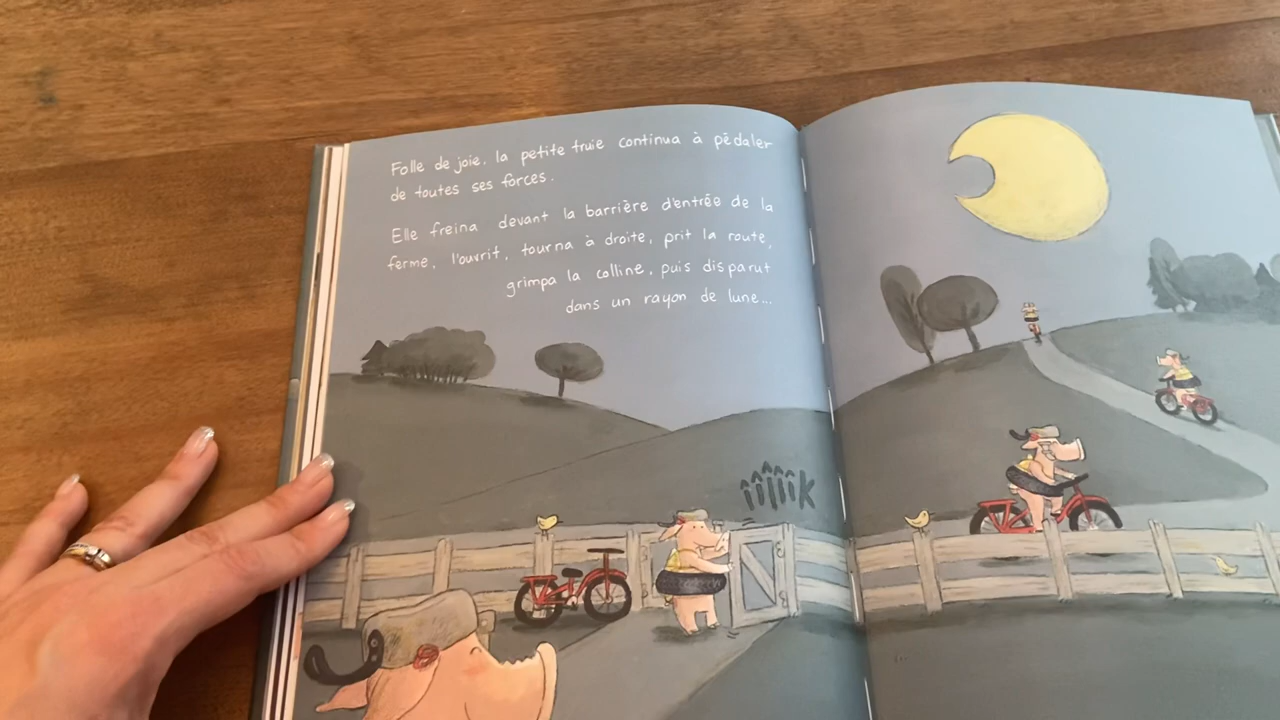 Folle de joie, la petite truie continua à pédaler
de toutes ses forces.
Elle freina devant la barrière d'entrée de la
ferme, l'ouvrit, tourna à droite, prit la route,
grimpa la colline, puis disparut
dans un rayon de lune...
îîîîîîk